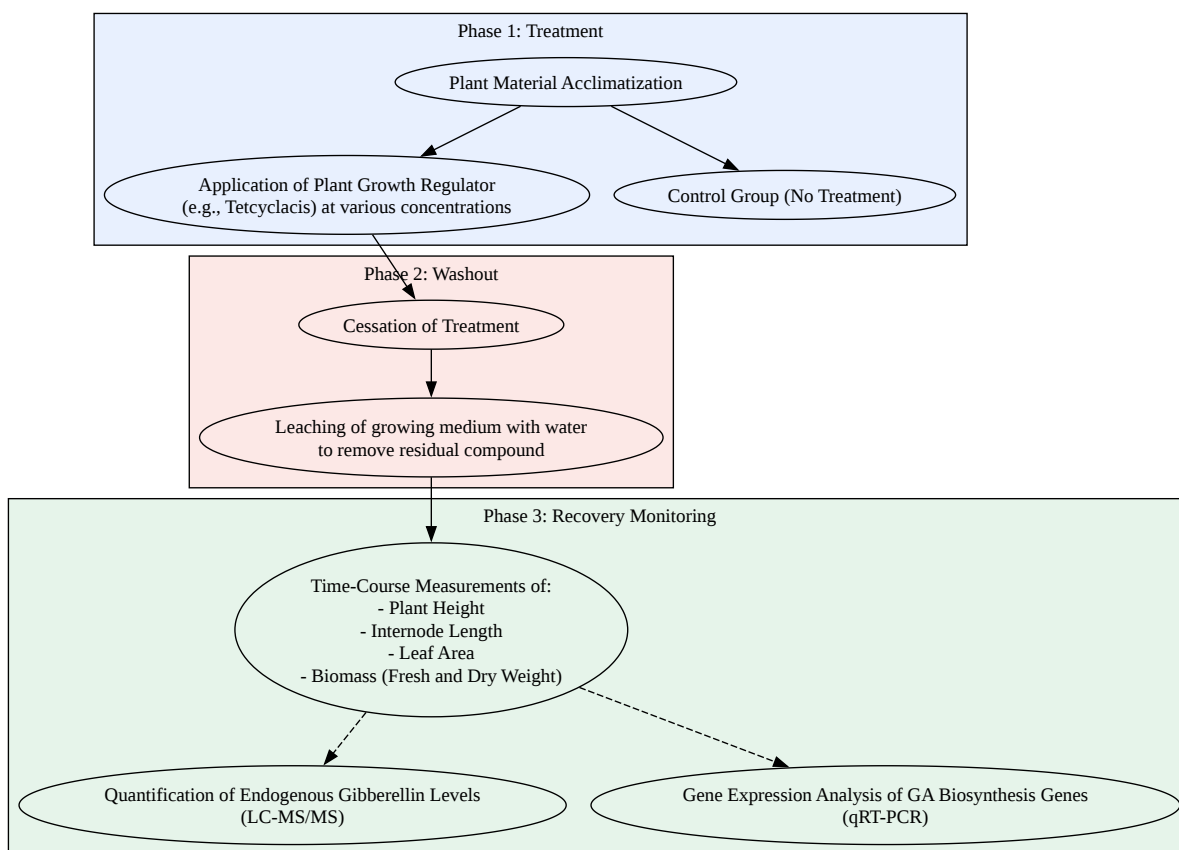 Phase 1: Treatment
Plant Material Acclimatization
Application of Plant Growth Regulator
(e.g., Tetcyclacis) at various concentrations
Control Group (No Treatment)
Phase 2: Washout
Cessation of Treatment
Leaching of growing medium with water
to remove residual compound
Phase 3: Recovery Monitoring
Time-Course Measurements of:
- Plant Height
- Internode Length
- Leaf Area
- Biomass (Fresh and Dry Weight)
Quantification of Endogenous Gibberellin Levels
(LC-MS/MS)
Gene Expression Analysis of GA Biosynthesis Genes
(qRT-PCR)